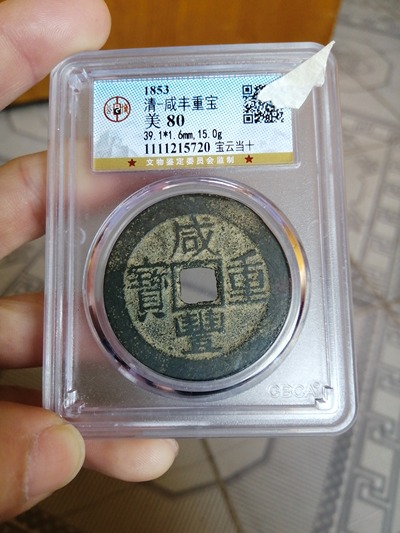 1853
清-咸丰重宝
美 80
39.1*1.6mm,15.0g
1111215720 宝云当十
★ 文物鉴定委员会监制 ★
咸
豐
重
寶